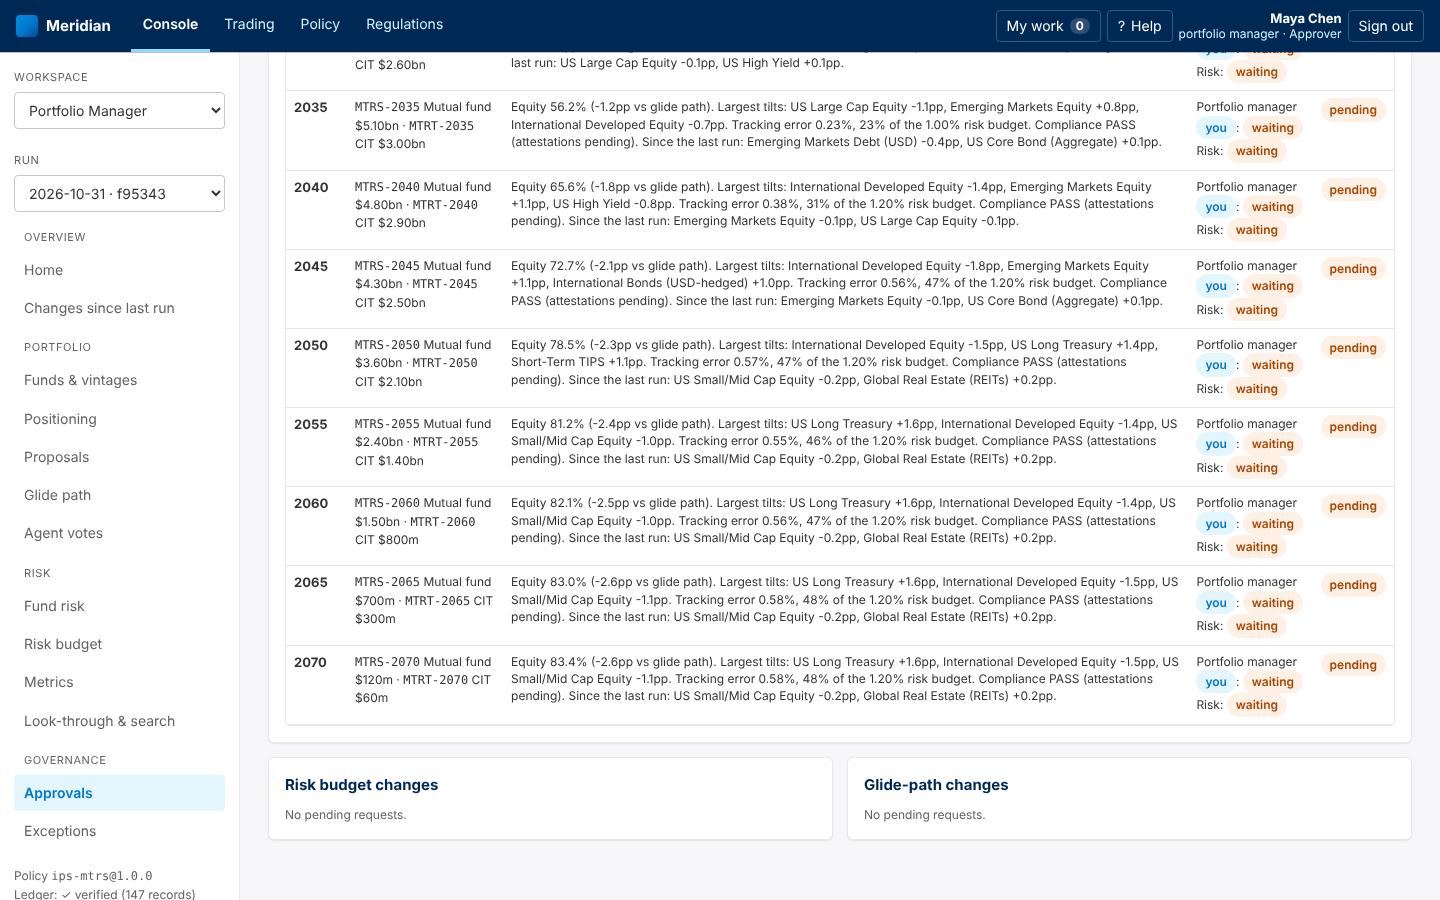 Meridian
Console
Trading
Policy
Regulations
My work 0
? Help
Maya Chen
portfolio manager · Approver
Sign out
WORKSPACE
Portfolio Manager
RUN
2026-10-31 · f95343
OVERVIEW
Home
Changes since last run
PORTFOLIO
Funds & vintages
Positioning
Proposals
Glide path
Agent votes
RISK
Fund risk
Risk budget
Metrics
Look-through & search
GOVERNANCE
Approvals
Exceptions
Policy ips-mtrs@1.0.0
Ledger: ✓ verified (147 records)
CIT $2.60bn
last run: US Large Cap Equity -0.1pp, US High Yield +0.1pp.
Risk: waiting
2035
MTRS-2035 Mutual fund
$5.10bn · MTRT-2035
CIT $3.00bn
Equity 56.2% (-1.2pp vs glide path). Largest tilts: US Large Cap Equity -1.1pp, Emerging Markets Equity +0.8pp,
International Developed Equity -0.7pp. Tracking error 0.23%, 23% of the 1.00% risk budget. Compliance PASS
(attestations pending). Since the last run: Emerging Markets Debt (USD) -0.4pp, US Core Bond (Aggregate) +0.1pp.
Portfolio manager
you : waiting
Risk: waiting
pending
2040
MTRS-2040 Mutual fund
$4.80bn · MTRT-2040
CIT $2.90bn
Equity 65.6% (-1.8pp vs glide path). Largest tilts: International Developed Equity -1.4pp, Emerging Markets Equity
+1.1pp, US High Yield -0.8pp. Tracking error 0.38%, 31% of the 1.20% risk budget. Compliance PASS (attestations
pending). Since the last run: Emerging Markets Equity -0.1pp, US Large Cap Equity -0.1pp.
Portfolio manager
you : waiting
Risk: waiting
pending
2045
MTRS-2045 Mutual fund
$4.30bn · MTRT-2045
CIT $2.50bn
Equity 72.7% (-2.1pp vs glide path). Largest tilts: International Developed Equity -1.8pp, Emerging Markets Equity
+1.1pp, International Bonds (USD-hedged) +1.0pp. Tracking error 0.56%, 47% of the 1.20% risk budget. Compliance
PASS (attestations pending). Since the last run: Emerging Markets Equity -0.1pp, US Core Bond (Aggregate) +0.1pp.
Portfolio manager
you : waiting
Risk: waiting
pending
2050
MTRS-2050 Mutual fund
$3.60bn · MTRT-2050
CIT $2.10bn
Equity 78.5% (-2.3pp vs glide path). Largest tilts: International Developed Equity -1.5pp, US Long Treasury +1.4pp,
Short-Term TIPS +1.1pp. Tracking error 0.57%, 47% of the 1.20% risk budget. Compliance PASS (attestations
pending). Since the last run: US Small/Mid Cap Equity -0.2pp, Global Real Estate (REITs) +0.2pp.
Portfolio manager
you : waiting
Risk: waiting
pending
2055
MTRS-2055 Mutual fund
$2.40bn · MTRT-2055
CIT $1.40bn
Equity 81.2% (-2.4pp vs glide path). Largest tilts: US Long Treasury +1.6pp, International Developed Equity -1.4pp, US
Small/Mid Cap Equity -1.0pp. Tracking error 0.55%, 46% of the 1.20% risk budget. Compliance PASS (attestations
pending). Since the last run: US Small/Mid Cap Equity -0.2pp, Global Real Estate (REITs) +0.2pp.
Portfolio manager
you : waiting
Risk: waiting
pending
2060
MTRS-2060 Mutual fund
$1.50bn · MTRT-2060
CIT $800m
Equity 82.1% (-2.5pp vs glide path). Largest tilts: US Long Treasury +1.6pp, International Developed Equity -1.4pp, US
Small/Mid Cap Equity -1.0pp. Tracking error 0.56%, 47% of the 1.20% risk budget. Compliance PASS (attestations
pending). Since the last run: US Small/Mid Cap Equity -0.2pp, Global Real Estate (REITs) +0.2pp.
Portfolio manager
you : waiting
Risk: waiting
pending
2065
MTRS-2065 Mutual fund
$700m · MTRT-2065 CIT
$300m
Equity 83.0% (-2.6pp vs glide path). Largest tilts: US Long Treasury +1.6pp, International Developed Equity -1.5pp, US
Small/Mid Cap Equity -1.1pp. Tracking error 0.58%, 48% of the 1.20% risk budget. Compliance PASS (attestations
pending). Since the last run: US Small/Mid Cap Equity -0.2pp, Global Real Estate (REITs) +0.2pp.
Portfolio manager
you : waiting
Risk: waiting
pending
2070
MTRS-2070 Mutual fund
$120m · MTRT-2070 CIT
$60m
Equity 83.4% (-2.6pp vs glide path). Largest tilts: US Long Treasury +1.6pp, International Developed Equity -1.5pp, US
Small/Mid Cap Equity -1.1pp. Tracking error 0.58%, 48% of the 1.20% risk budget. Compliance PASS (attestations
pending). Since the last run: US Small/Mid Cap Equity -0.2pp, Global Real Estate (REITs) +0.2pp.
Portfolio manager
you : waiting
Risk: waiting
pending
Risk budget changes
No pending requests.
Glide-path changes
No pending requests.